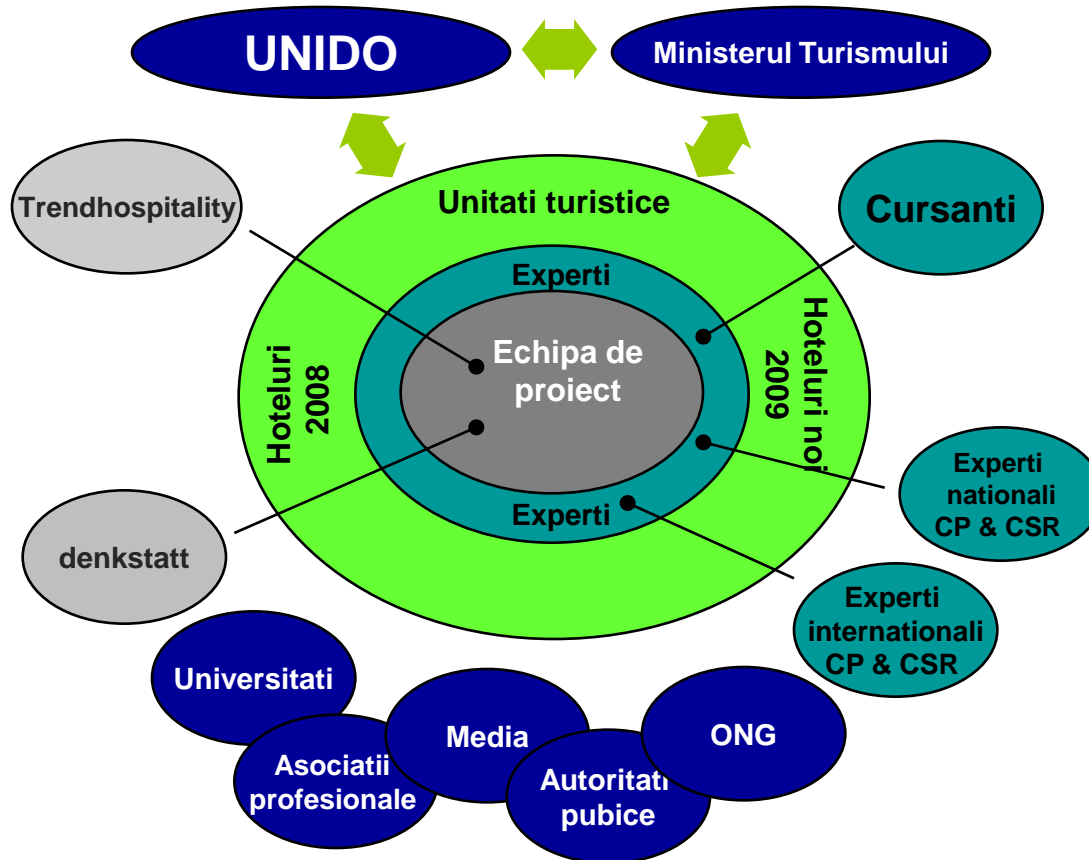 UNIDO
Ministerul Turismului
Trendhospitality
Unitati turistice
Cursanti
Experti
Echipa de
proiect
Hoteluri
2008
Hoteluri noi
2009
Experti
nationali
CP & CSR
Experti
denkstatt
Experti
internationali
CP & CSR
Universitati
Media
ONG
Asociatii
profesionale
Autoritati
pubice